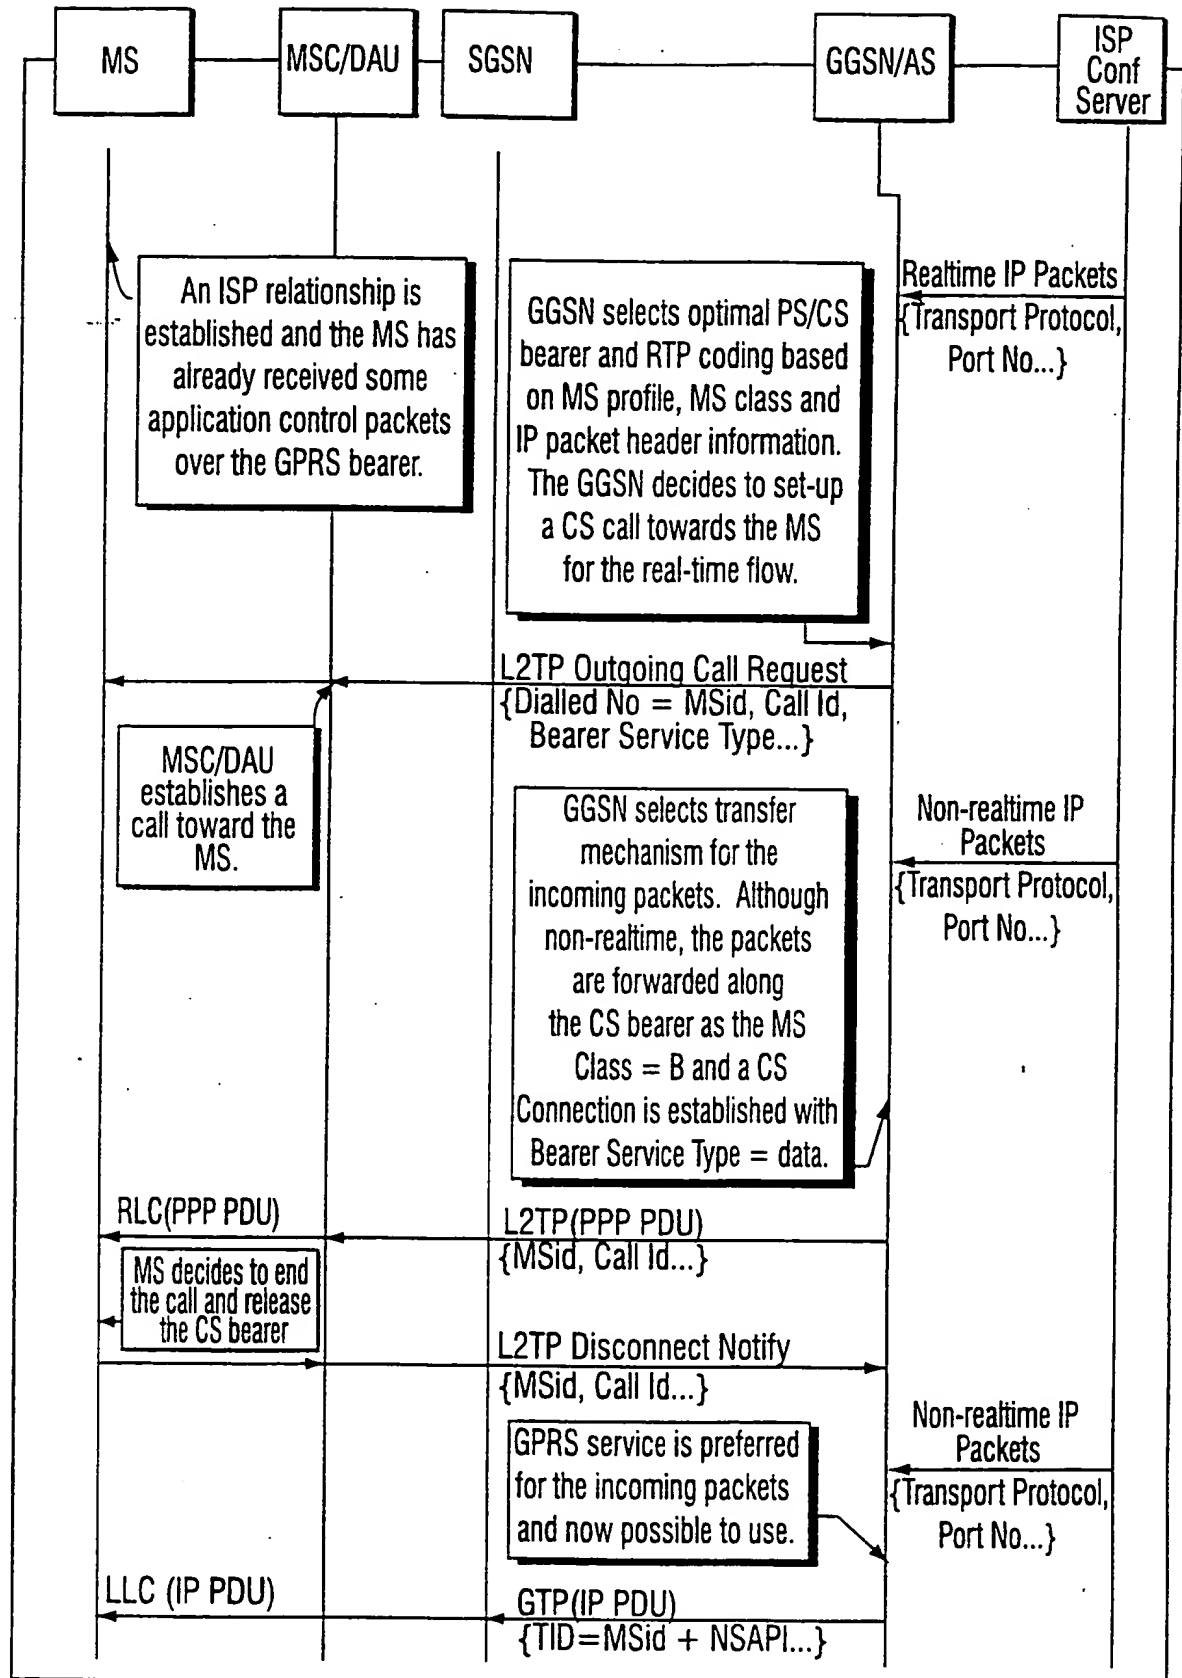 MS
MSC/DAU
SGSN
GGSN/AS
ISP
Conf
Server
An ISP relationship is
established and the MS has
already received some
application control packets
over the GPRS bearer.
GGSN selects optimal PS/CS
bearer and RTP coding based
on MS profile, MS class and
IP packet header information.
The GGSN decides to set-up
a CS call towards the MS
for the real-time flow.
Realtime IP Packets
{Transport Protocol,
Port No...}
L2TP Outgoing Call Request
{Dialled No = MSid, Call Id,
Bearer Service Type...}
MSC/DAU
establishes a
call toward the
MS.
GGSN selects transfer
mechanism for the
incoming packets. Although
non-realtime, the packets
are forwarded along
the CS bearer as the MS
Class = B and a CS
Connection is established with
Bearer Service Type = data.
Non-realtime IP
Packets
{Transport Protocol,
Port No...}
RLC(PPP PDU)
L2TP(PPP PDU)
{MSid, Call Id...}
MS decides to end
the call and release
the CS bearer
L2TP Disconnect Notify
{MSid, Call Id...}
GPRS service is preferred
for the incoming packets
and now possible to use.
Non-realtime IP
Packets
{Transport Protocol,
Port No...}
LLC (IP PDU)
GTP(IP PDU)
{TID=MSid + NSAPI...}